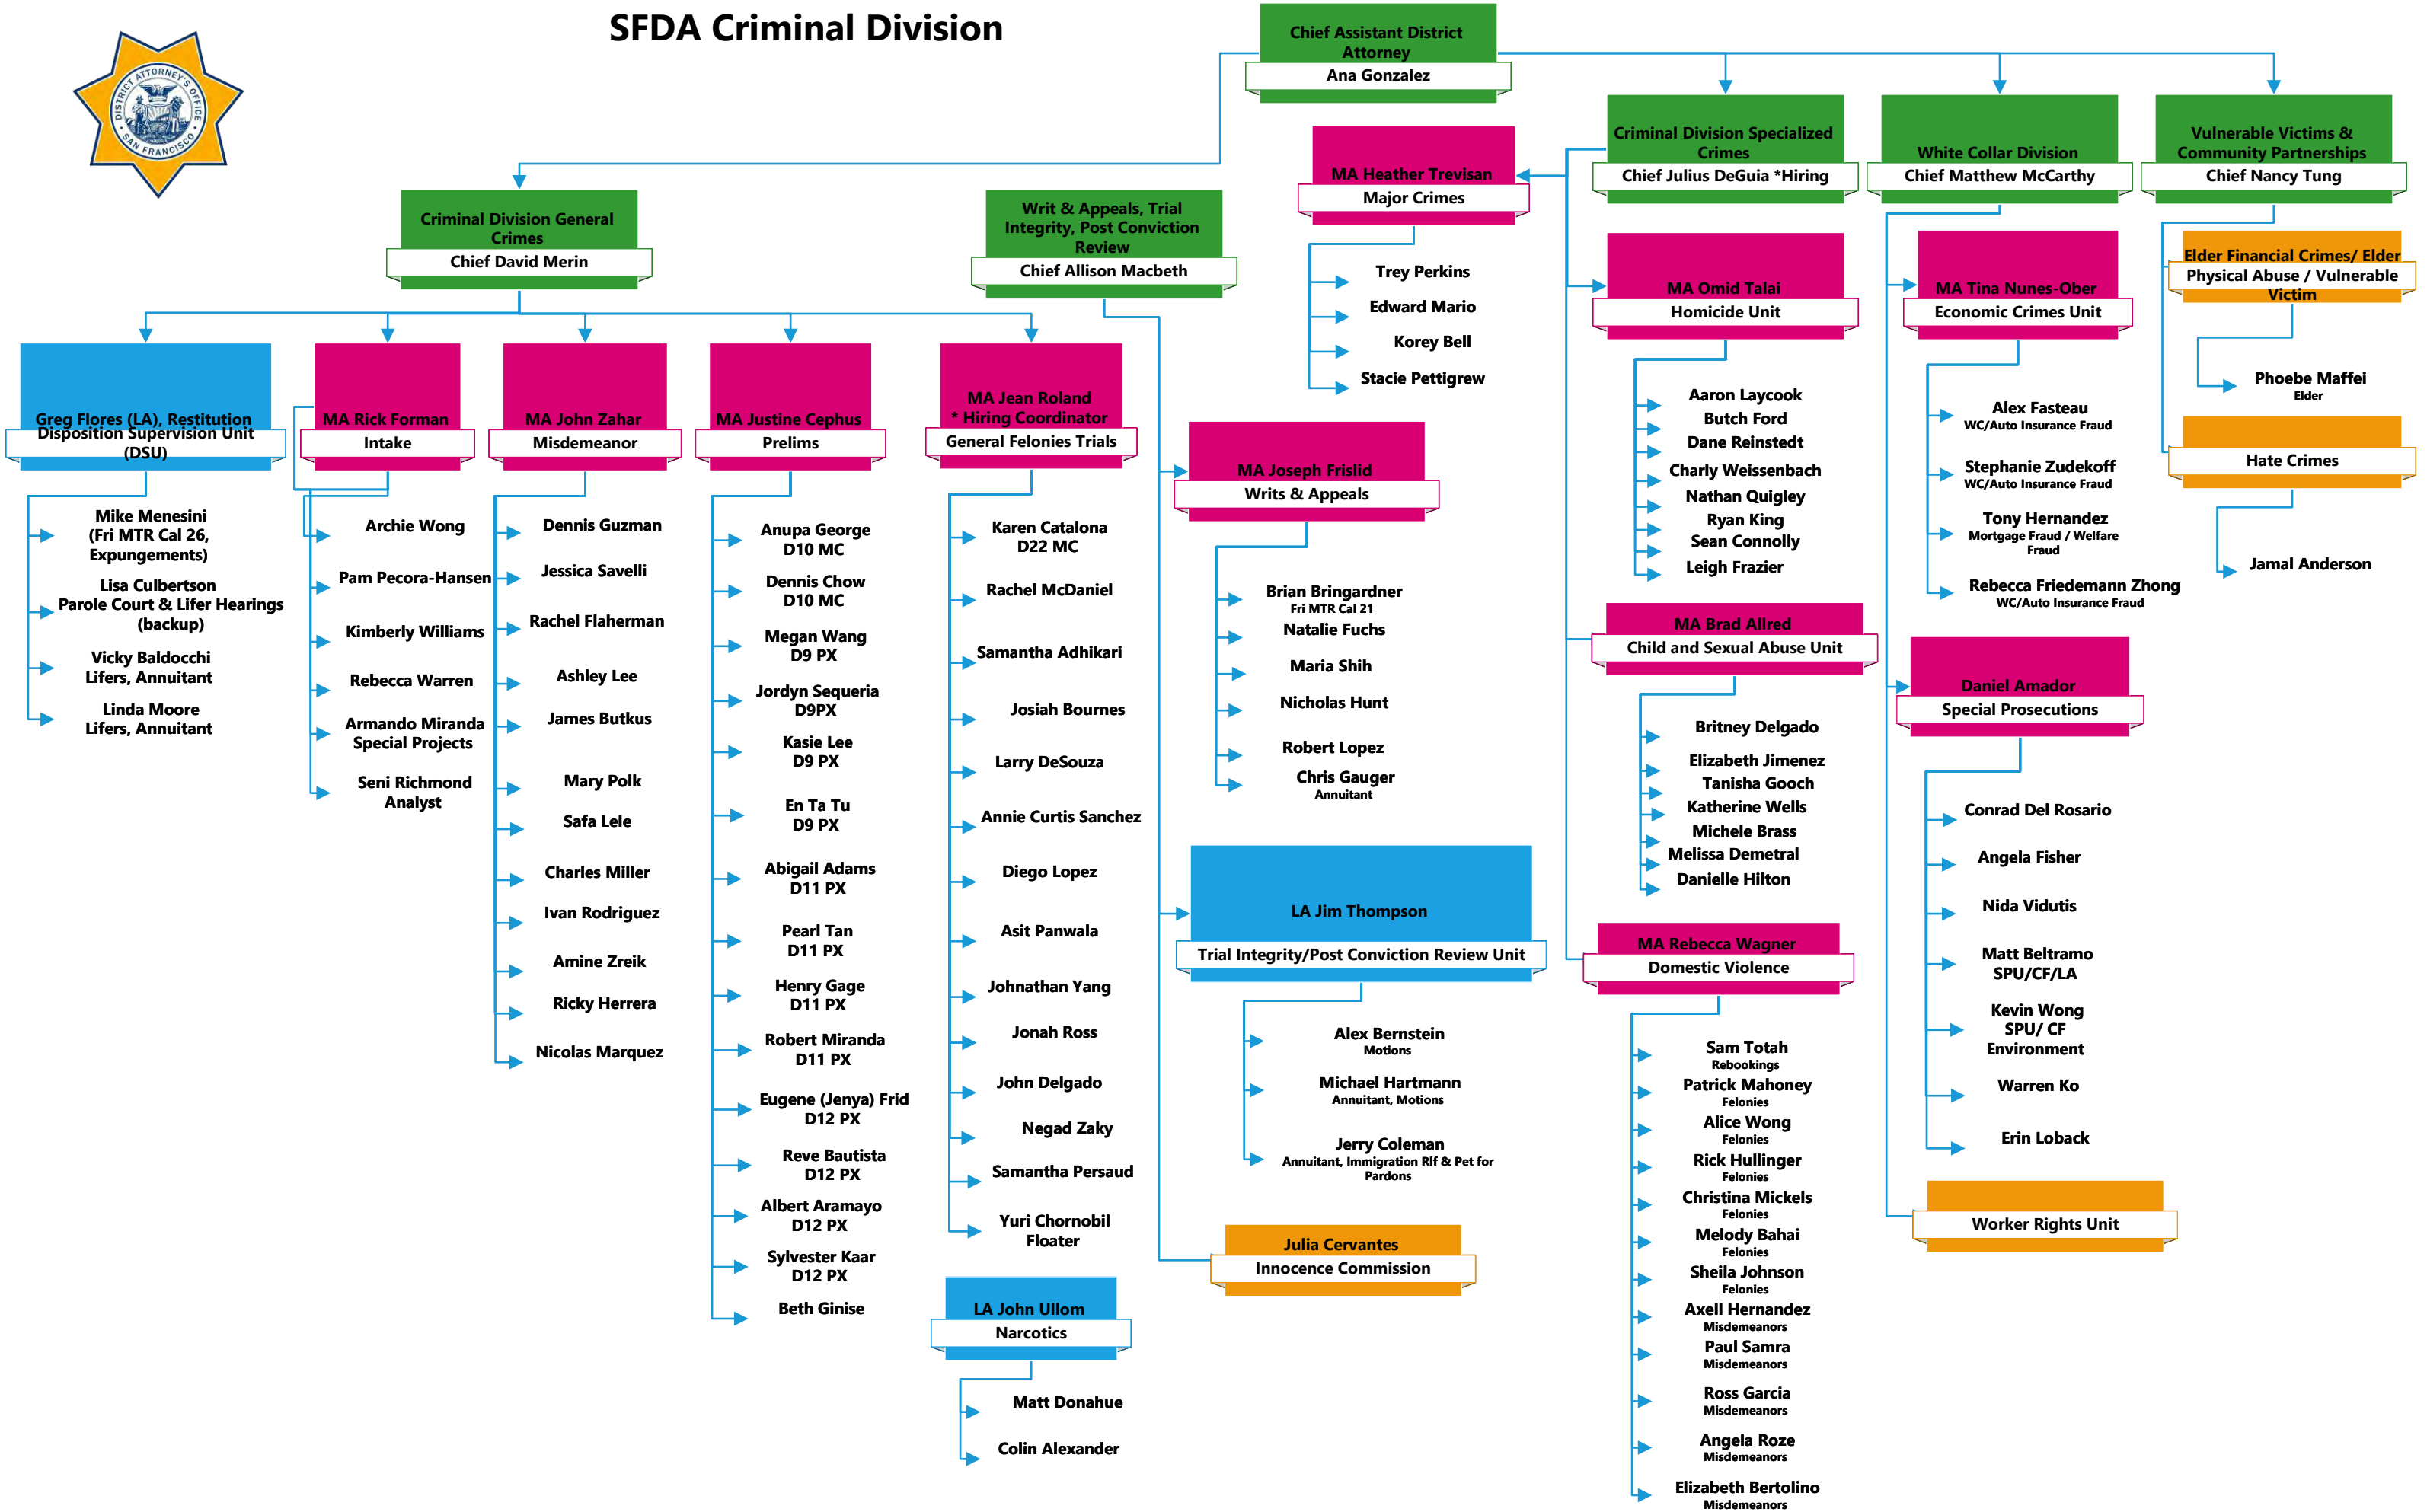 SFDA Criminal Division
DISTRICT ATTORNEY'S OFFICE
SAN FRANCISCO
Chief Assistant District
Attorney
Ana Gonzalez
Criminal Division General
Crimes
Chief David Merin
Writ & Appeals, Trial
Integrity, Post Conviction
Review
Chief Allison Macbeth
MA Heather Trevisan
Major Crimes
Trey Perkins
Edward Mario
Korey Bell
Stacie Pettigrew
Criminal Division Specialized
Crimes
Chief Julius DeGuia *Hiring
White Collar Division
Chief Matthew McCarthy
Vulnerable Victims &
Community Partnerships
Chief Nancy Tung
Greg Flores (LA), Restitution
Disposition Supervision Unit
(DSU)
Mike Menesini
(Fri MTR Cal 26,
Expungements)
Lisa Culbertson
Parole Court & Lifer Hearings
(backup)
Vicky Baldocchi
Lifers, Annuitant
Linda Moore
Lifers, Annuitant
MA Rick Forman
Intake
Archie Wong
Pam Pecora-Hansen
Kimberly Williams
Rebecca Warren
Armando Miranda
Special Projects
Seni Richmond
Analyst
MA John Zahar
Misdemeanor
Dennis Guzman
Jessica Savelli
Rachel Flaherman
Ashley Lee
James Butkus
Mary Polk
Safa Lele
Charles Miller
Ivan Rodriguez
Amine Zreik
Ricky Herrera
Nicolas Marquez
MA Justine Cephus
Prelims
Anupa George
D10 MC
Dennis Chow
D10 MC
Megan Wang
D9 PX
Jordyn Sequeria
D9PX
Kasie Lee
D9 PX
En Ta Tu
D9 PX
Abigail Adams
D11 PX
Pearl Tan
D11 PX
Henry Gage
D11 PX
Robert Miranda
D11 PX
Eugene (Jenya) Frid
D12 PX
Reve Bautista
D12 PX
Albert Aramayo
D12 PX
Sylvester Kaar
D12 PX
Beth Ginise
MA Jean Roland
* Hiring Coordinator
General Felonies Trials
Karen Catalona
D22 MC
Rachel McDaniel
Samantha Adhikari
Josiah Bournes
Larry DeSouza
Annie Curtis Sanchez
Diego Lopez
Asit Panwala
Johnathan Yang
Jonah Ross
John Delgado
Negad Zaky
Samantha Persaud
Yuri Chornobil
Floater
LA John Ullom
Narcotics
Matt Donahue
Colin Alexander
MA Joseph Frislid
Writs & Appeals
Brian Bringardner
Fri MTR Cal 21
Natalie Fuchs
Maria Shih
Nicholas Hunt
Robert Lopez
Chris Gauger
Annuitant
LA Jim Thompson
Trial Integrity/Post Conviction Review Unit
Alex Bernstein
Motions
Michael Hartmann
Annuitant, Motions
Jerry Coleman
Annuitant, Immigration Rlf & Pet for
Pardons
Julia Cervantes
Innocence Commission
MA Omid Talai
Homicide Unit
Aaron Laycook
Butch Ford
Dane Reinstedt
Charly Weissenbach
Nathan Quigley
Ryan King
Sean Connolly
Leigh Frazier
MA Brad Allred
Child and Sexual Abuse Unit
Britney Delgado
Elizabeth Jimenez
Tanisha Gooch
Katherine Wells
Michele Brass
Melissa Demetral
Danielle Hilton
MA Rebecca Wagner
Domestic Violence
Sam Totah
Rebookings
Patrick Mahoney
Felonies
Alice Wong
Felonies
Rick Hullinger
Felonies
Christina Mickels
Felonies
Melody Bahai
Felonies
Sheila Johnson
Felonies
Axell Hernandez
Misdemeanors
Paul Samra
Misdemeanors
Ross Garcia
Misdemeanors
Angela Roze
Misdemeanors
Elizabeth Bertolino
Misdemeanors
MA Tina Nunes-Ober
Economic Crimes Unit
Alex Fasteau
WC/Auto Insurance Fraud
Stephanie Zudekoff
WC/Auto Insurance Fraud
Tony Hernandez
Mortgage Fraud / Welfare
Fraud
Rebecca Friedemann Zhong
WC/Auto Insurance Fraud
Daniel Amador
Special Prosecutions
Conrad Del Rosario
Angela Fisher
Nida Vidutis
Matt Beltramo
SPU/CF/LA
Kevin Wong
SPU/ CF
Environment
Warren Ko
Erin Loback
Worker Rights Unit
Elder Financial Crimes/ Elder
Physical Abuse / Vulnerable
Victim
Phoebe Maffei
Elder
Hate Crimes
Jamal Anderson